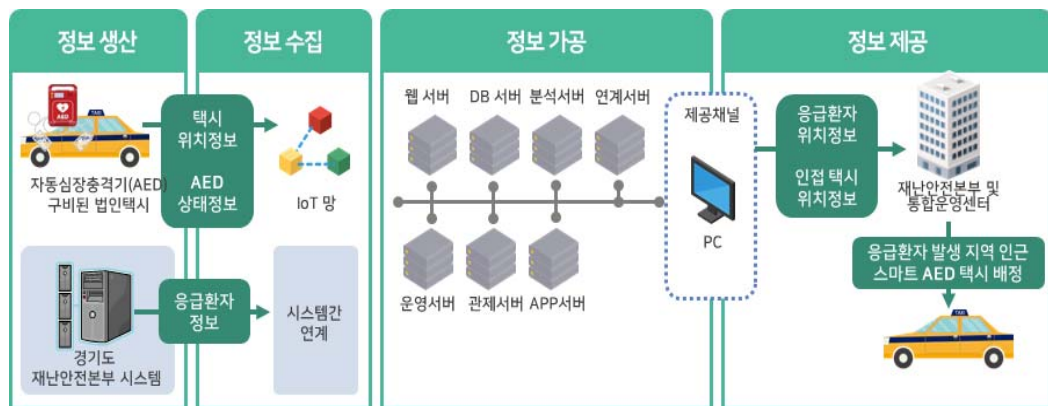 정보 생산
정보 수집
정보 가공
정보 제공
AED
TAXI
자동심장충격기(AED)
구비된 법인택시
택시
위치정보
AED
상태정보
IoT 망
경기도
재난안전본부 시스템
응급환자
정보
시스템간
연계
웹 서버
DB 서버
분석서버
연계서버
운영서버
관제서버
APP서버
제공채널
PC
응급환자
위치정보
인접 택시
위치정보
재난안전본부 및
통합운영센터
응급환자 발생 지역 인근
스마트 AED 택시 배정
TAXI